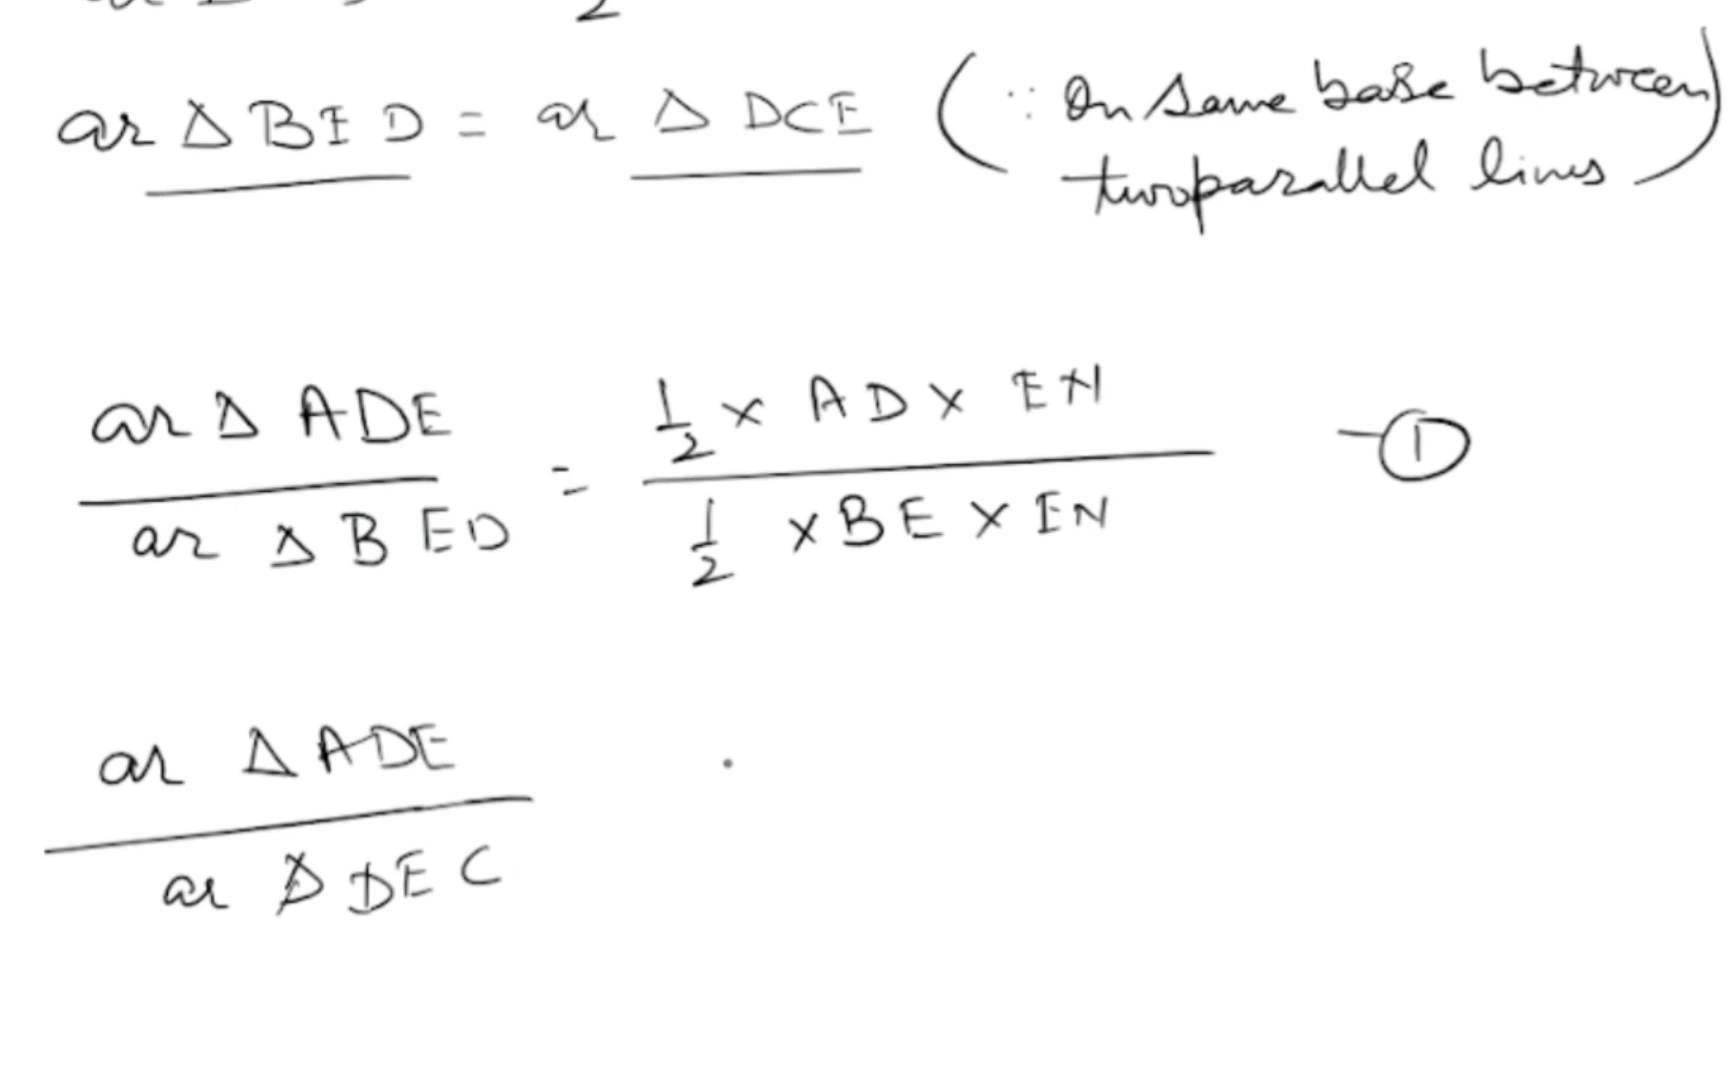 2
ar Δ BED = ar Δ DCE (∵ On same base between
two parallel lines)
ar Δ ADE / ar Δ BED = 1/2 × AD × EN / 1/2 × BE × EN - ①
ar Δ ADE / ar Δ DEC